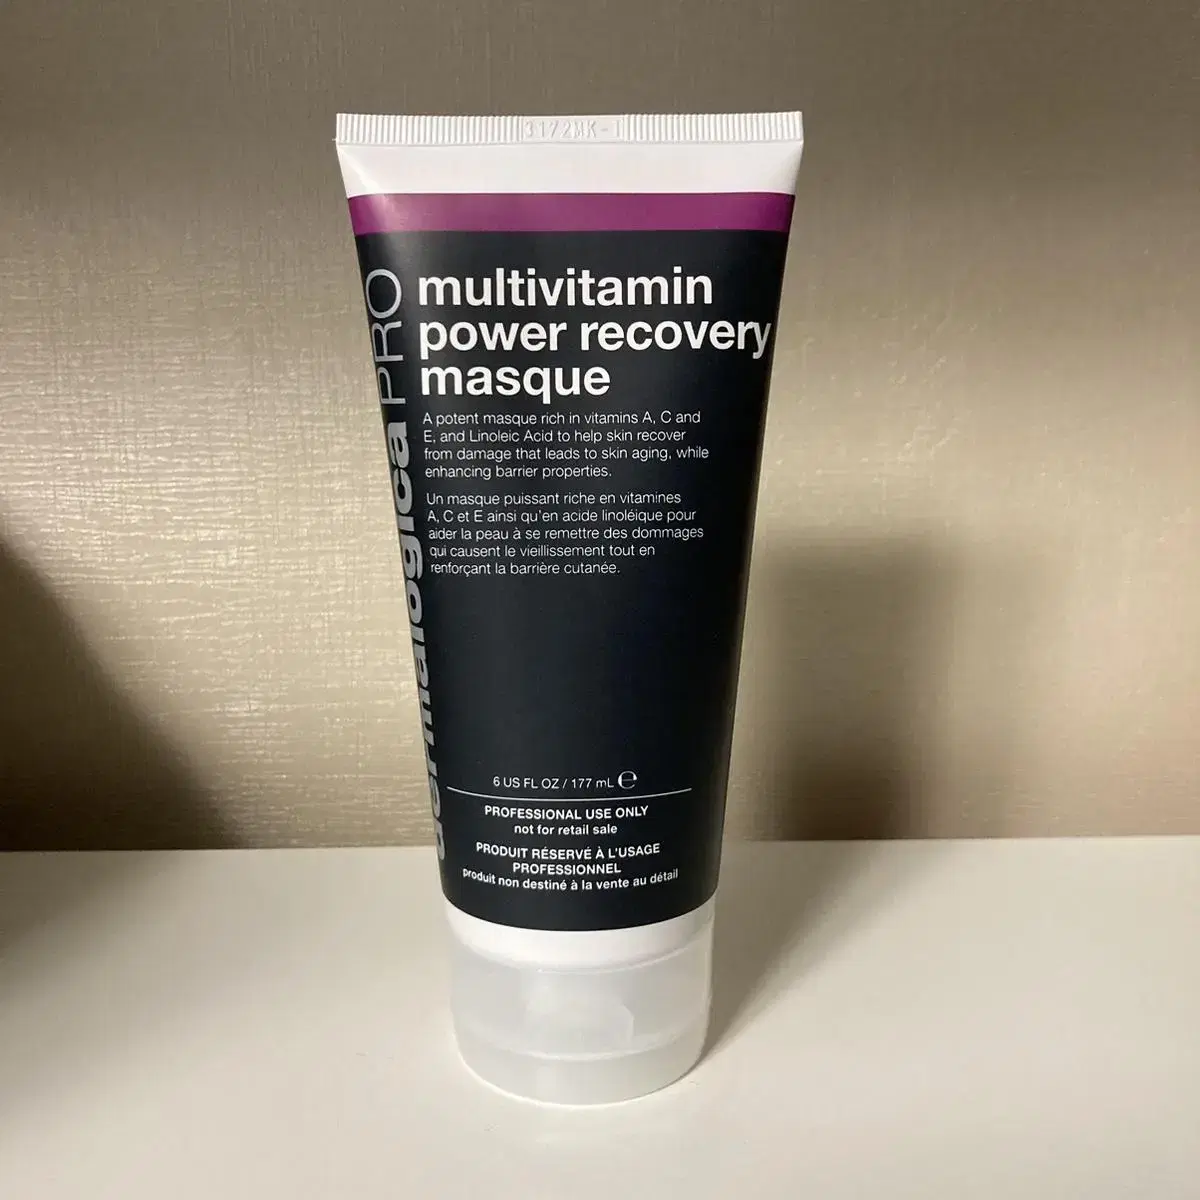 3172MK-1
dermalogica PRO
multivitamin
power recovery
masque
A potent masque rich in vitamins A, C and
E, and Linoleic Acid to help skin recover
from damage that leads to skin aging, while
enhancing barrier properties.
Un masque puissant riche en vitamines
A, C et E ainsi qu'en acide linoléique pour
aider la peau à se remettre des dommages
qui causent le vieillissement tout en
renforçant la barrière cutanée.
6 US FL OZ / 177 mL ℮
PROFESSIONAL USE ONLY
not for retail sale
PRODUIT RÉSERVÉ À L'USAGE
PROFESSIONNEL
produit non destiné à la vente au détail